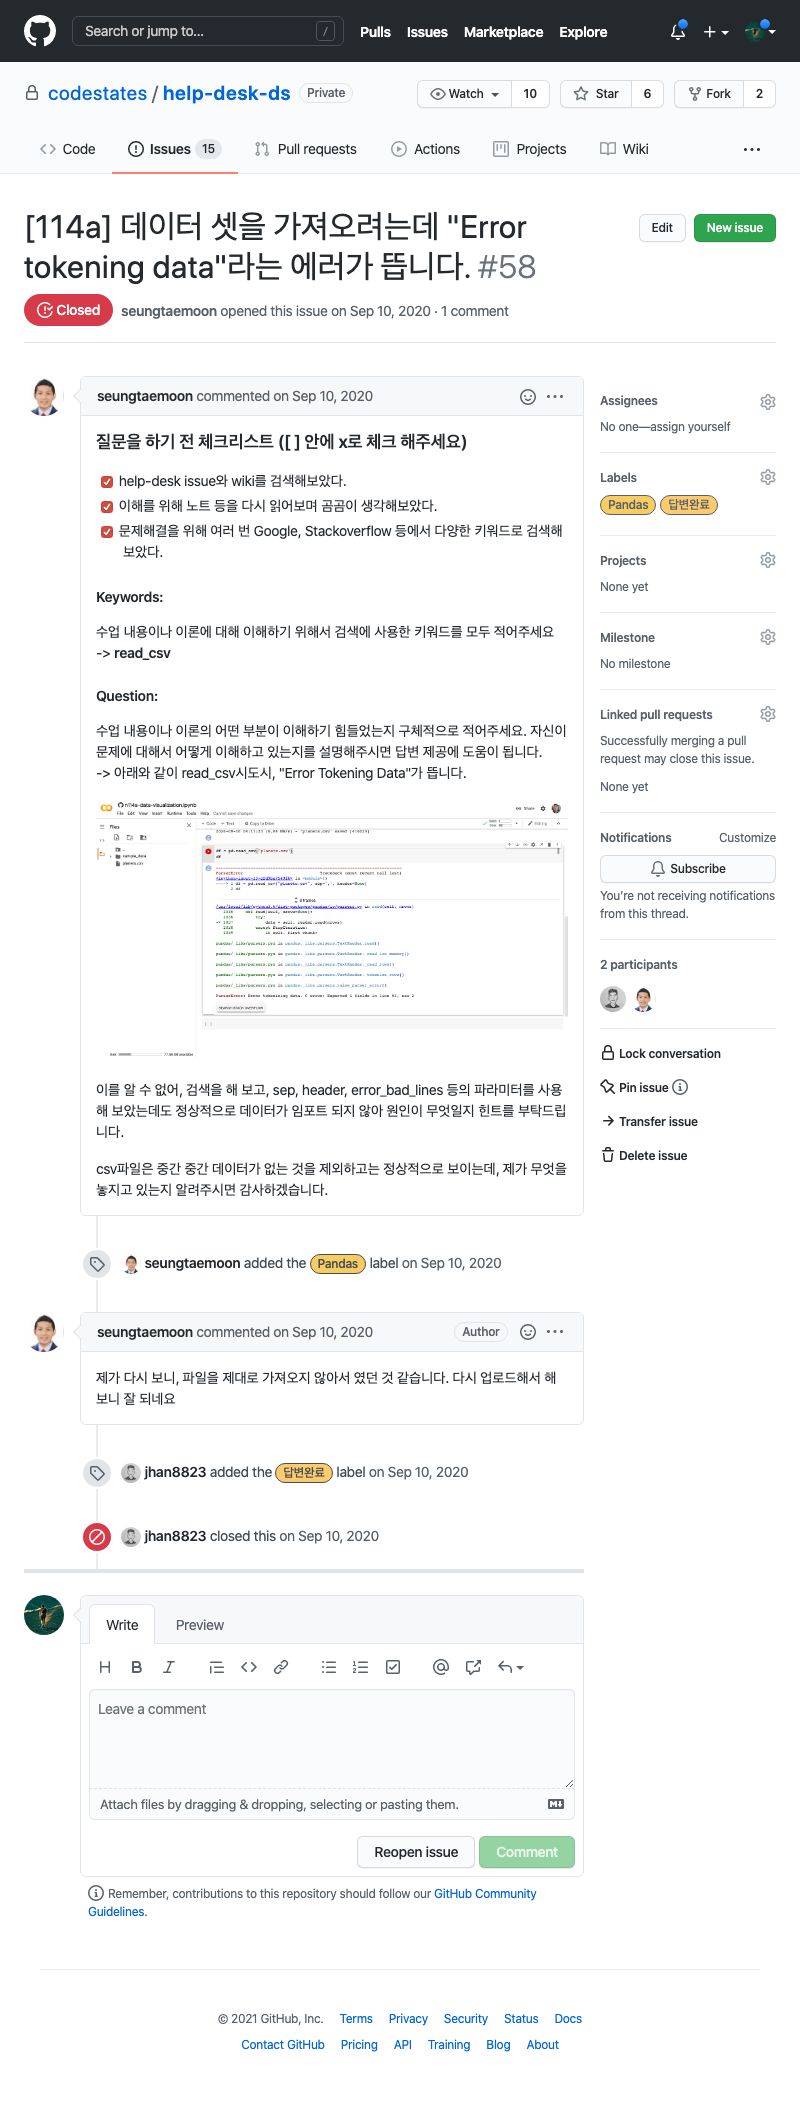 Search or jump to... /
Pulls Issues Marketplace Explore
codestates / help-desk-ds Private
Watch 10 Star 6 Fork 2
Code Issues 15 Pull requests Actions Projects Wiki
[114a] 데이터 셋을 가져오려는데 "Error
tokening data"라는 에러가 뜹니다. #58
Edit New issue
Closed seungtaemoon opened this issue on Sep 10, 2020 · 1 comment
seungtaemoon commented on Sep 10, 2020
질문을 하기 전 체크리스트 ([ ] 안에 x로 체크 해주세요)
help-desk issue와 wiki를 검색해보았다.
이해를 위해 노트 등을 다시 읽어보며 곰곰이 생각해보았다.
문제해결을 위해 여러 번 Google, Stackoverflow 등에서 다양한 키워드로 검색해
보았다.
Keywords:
수업 내용이나 이론에 대해 이해하기 위해서 검색에 사용한 키워드를 모두 적어주세요
-> read_csv
Question:
수업 내용이나 이론의 어떤 부분이 이해하기 힘들었는지 구체적으로 적어주세요. 자신이
문제에 대해서 어떻게 이해하고 있는지를 설명해주시면 답변 제공에 도움이 됩니다.
-> 아래와 같이 read_csv시도시, "Error Tokening Data"가 뜹니다.
이를 알 수 없어, 검색을 해 보고, sep, header, error_bad_lines 등의 파라미터를 사용
해 보았는데도 정상적으로 데이터가 임포트 되지 않아 원인이 무엇일지 힌트를 부탁드립
니다.
csv파일은 중간 중간 데이터가 없는 것을 제외하고는 정상적으로 보이는데, 제가 무엇을
놓지고 있는지 알려주시면 감사하겠습니다.
seungtaemoon added the Pandas label on Sep 10, 2020
seungtaemoon commented on Sep 10, 2020 Author
제가 다시 보니, 파일을 제대로 가져오지 않아서 였던 것 같습니다. 다시 업로드해서 해
보니 잘 되네요
jhan8823 added the 답변완료 label on Sep 10, 2020
jhan8823 closed this on Sep 10, 2020
Assignees
No one—assign yourself
Labels
Pandas 답변완료
Projects
None yet
Milestone
No milestone
Linked pull requests
Successfully merging a pull
request may close this issue.
None yet
Notifications Customize
Subscribe
You're not receiving notifications
from this thread.
2 participants
Lock conversation
Pin issue
Transfer issue
Delete issue
Write Preview
Leave a comment
Attach files by dragging & dropping, selecting or pasting them.
Reopen issue Comment
Remember, contributions to this repository should follow our GitHub Community
Guidelines.
© 2021 GitHub, Inc. Terms Privacy Security Status Docs
Contact GitHub Pricing API Training Blog About